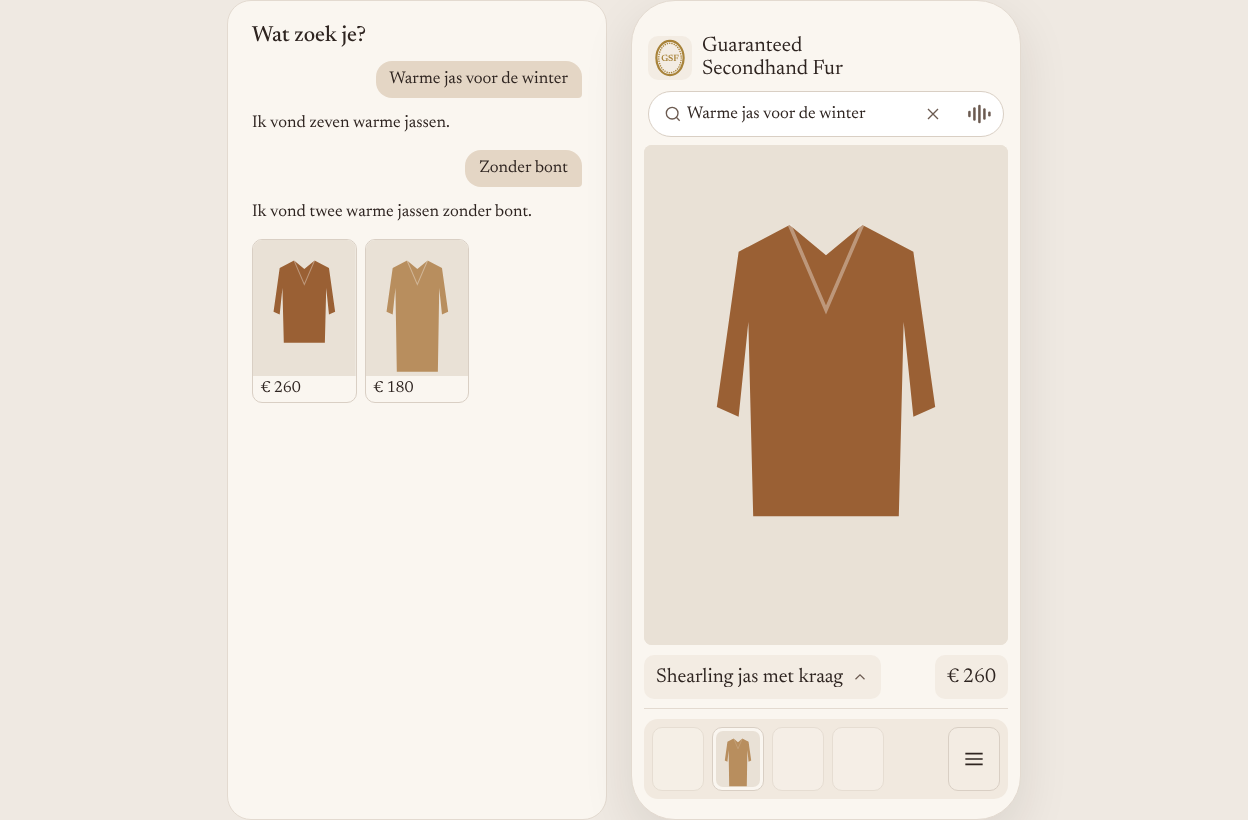 Wat zoek je?
Warme jas voor de winter
Ik vond zeven warme jassen.
Zonder bont
Ik vond twee warme jassen zonder bont.
€ 260
€ 180
GSF
Guaranteed
Secondhand Fur
Warme jas voor de winter
Shearling jas met kraag
€ 260